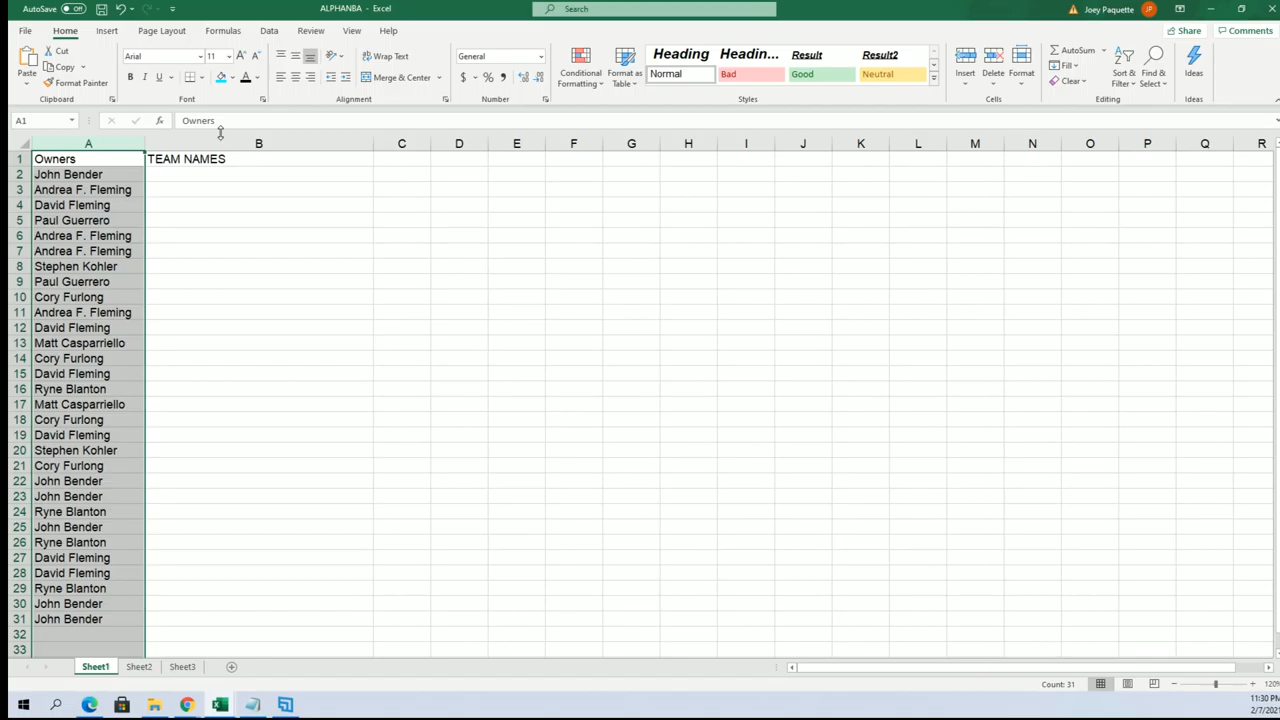 AutoSave Off ALPHANBA - Excel Search Joey Paquette JP
File Home Insert Page Layout Formulas Data Review View Help Share Comments
Paste Cut Copy Format Painter Clipboard
Arial 11 A A B I U A Font
Wrap Text Merge & Center Alignment
General $ % , Number
Conditional Formatting Format as Table
Heading Headin... Result Result2
Normal Bad Good Neutral Styles
Insert Delete Format Cells
AutoSum Fill Clear Sort & Filter Find & Select Editing
Ideas Ideas
A1 fx Owners
A B C D E F G H I J K L M N O P Q R
1 Owners TEAM NAMES
2 John Bender
3 Andrea F. Fleming
4 David Fleming
5 Paul Guerrero
6 Andrea F. Fleming
7 Andrea F. Fleming
8 Stephen Kohler
9 Paul Guerrero
10 Cory Furlong
11 Andrea F. Fleming
12 David Fleming
13 Matt Casparriello
14 Cory Furlong
15 David Fleming
16 Ryne Blanton
17 Matt Casparriello
18 Cory Furlong
19 David Fleming
20 Stephen Kohler
21 Cory Furlong
22 John Bender
23 John Bender
24 Ryne Blanton
25 John Bender
26 Ryne Blanton
27 David Fleming
28 David Fleming
29 Ryne Blanton
30 John Bender
31 John Bender
32
33
Sheet1 Sheet2 Sheet3
Count: 31 120%
11:30 PM
2/7/2021